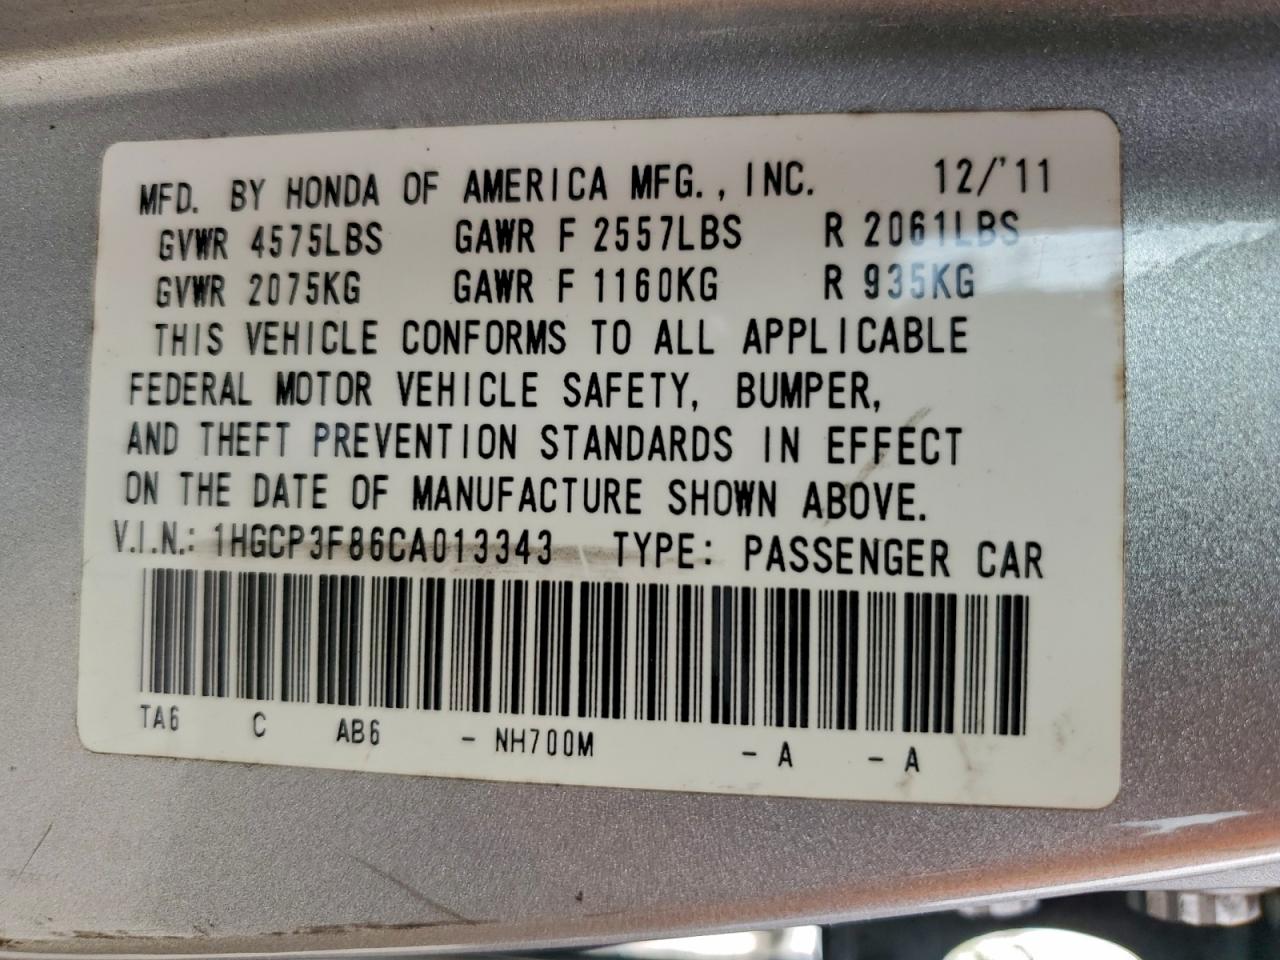 MFD. BY HONDA OF AMERICA MFG., INC. 12/'11
GVWR 4575LBS GAWR F 2557LBS R 2061LBS
GVWR 2075KG GAWR F 1160KG R 935KG
THIS VEHICLE CONFORMS TO ALL APPLICABLE
FEDERAL MOTOR VEHICLE SAFETY, BUMPER,
AND THEFT PREVENTION STANDARDS IN EFFECT
ON THE DATE OF MANUFACTURE SHOWN ABOVE.
V.I.N.: 1HGCP3F86CA013343 TYPE: PASSENGER CAR
TA6 C AB6 - NH700M - A - A